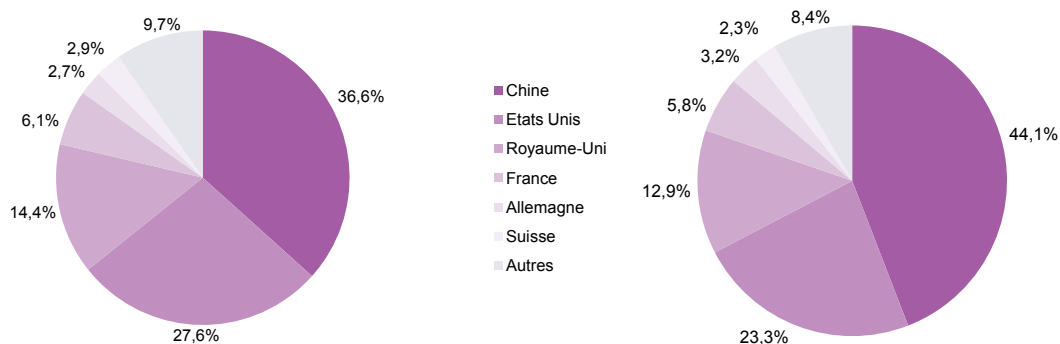 9,7%
2,9%
2,7%
6,1%
14,4%
27,6%
36,6%
Chine
Etats Unis
Royaume-Uni
France
Allemagne
Suisse
Autres
8,4%
2,3%
3,2%
5,8%
12,9%
23,3%
44,1%